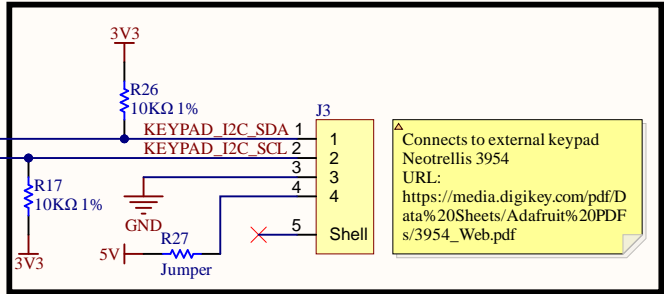 3V3
R26
10KΩ 1%
J3
KEYPAD_I2C_SDA 1 1
KEYPAD_I2C_SCL 2 2
3 3
4 4
5 Shell
R17
10KΩ 1%
3V3
GND
R27
5V
Jumper
Connects to external keypad
Neotrellis 3954
URL:
https://media.digikey.com/pdf/D
ata%20Sheets/Adafruit%20PDF
s/3954_Web.pdf